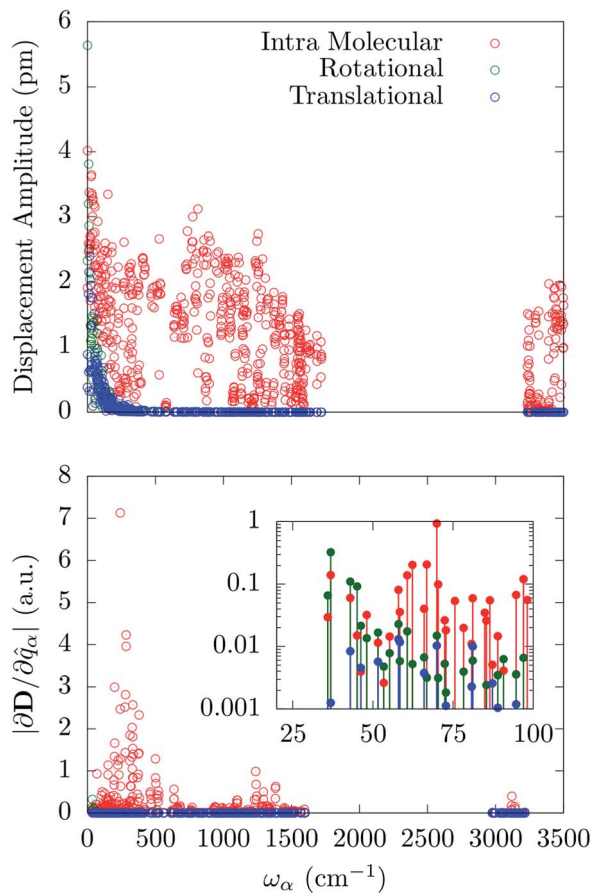 6
5
4
3
2
1
0
Displacement Amplitude (pm)
Intra Molecular
Rotational
Translational
8
7
6
5
4
3
2
1
0
|∂D/∂q̂α| (a.u.)
1
0.1
0.01
0.001
25 50 75 100
0 500 1000 1500 2000 2500 3000 3500
ωα (cm⁻¹)